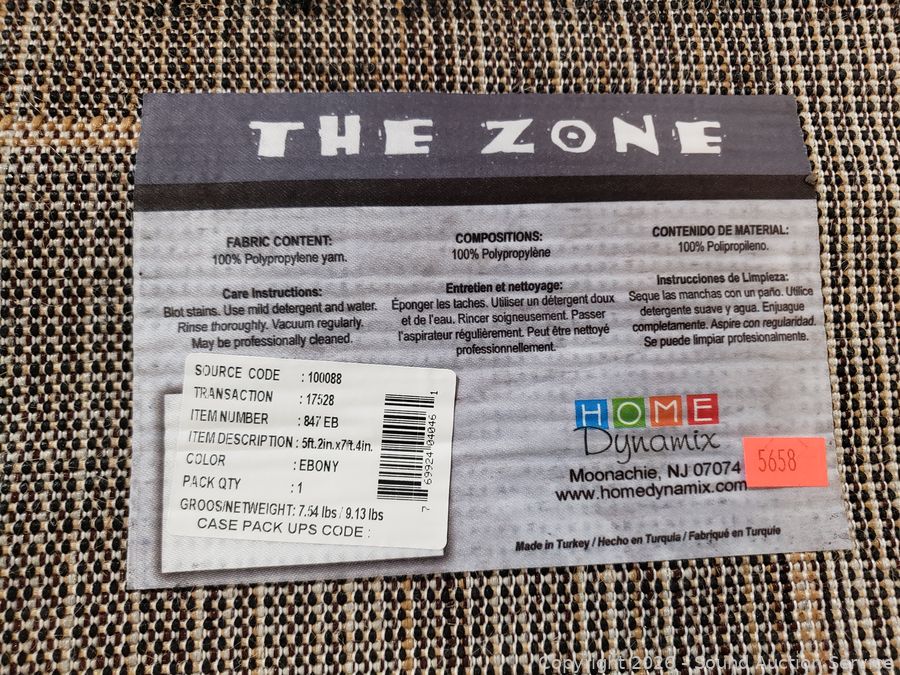 THE ZONE
FABRIC CONTENT:
100% Polypropylene yarn.
Care Instructions:
Blot stains. Use mild detergent and water.
Rinse thoroughly. Vacuum regularly.
May be professionally cleaned.
COMPOSITIONS:
100% Polypropylène
Entretien et nettoyage:
Éponger les taches. Utiliser un détergent doux
et de l'eau. Rincer soigneusement. Passer
l'aspirateur régulièrement. Peut être nettoyé
professionnellement.
CONTENIDO DE MATERIAL:
100% Polipropileno.
Instrucciones de Limpieza:
Seque las manchas con un paño. Utilice
detergente suave y agua. Enjuague
completamente. Aspire con regularidad.
Se puede limpiar profesionalmente.
SOURCE CODE : 100088
TRANSACTION : 17528
ITEM NUMBER : 847 EB
ITEM DESCRIPTION : 5ft.2in.x7ft.4in.
COLOR : EBONY
PACK QTY : 1
GROOS/NETWEIGHT: 7.54 lbs / 9.13 lbs
CASE PACK UPS CODE :
7 69924 04046 1
HOME
Dynamix
Moonachie, NJ 07074
www.homedynamix.com
5658
Made in Turkey / Hecho en Turquia / Fabriqué en Turquie
Copyright 2026 - Sound Auction Service